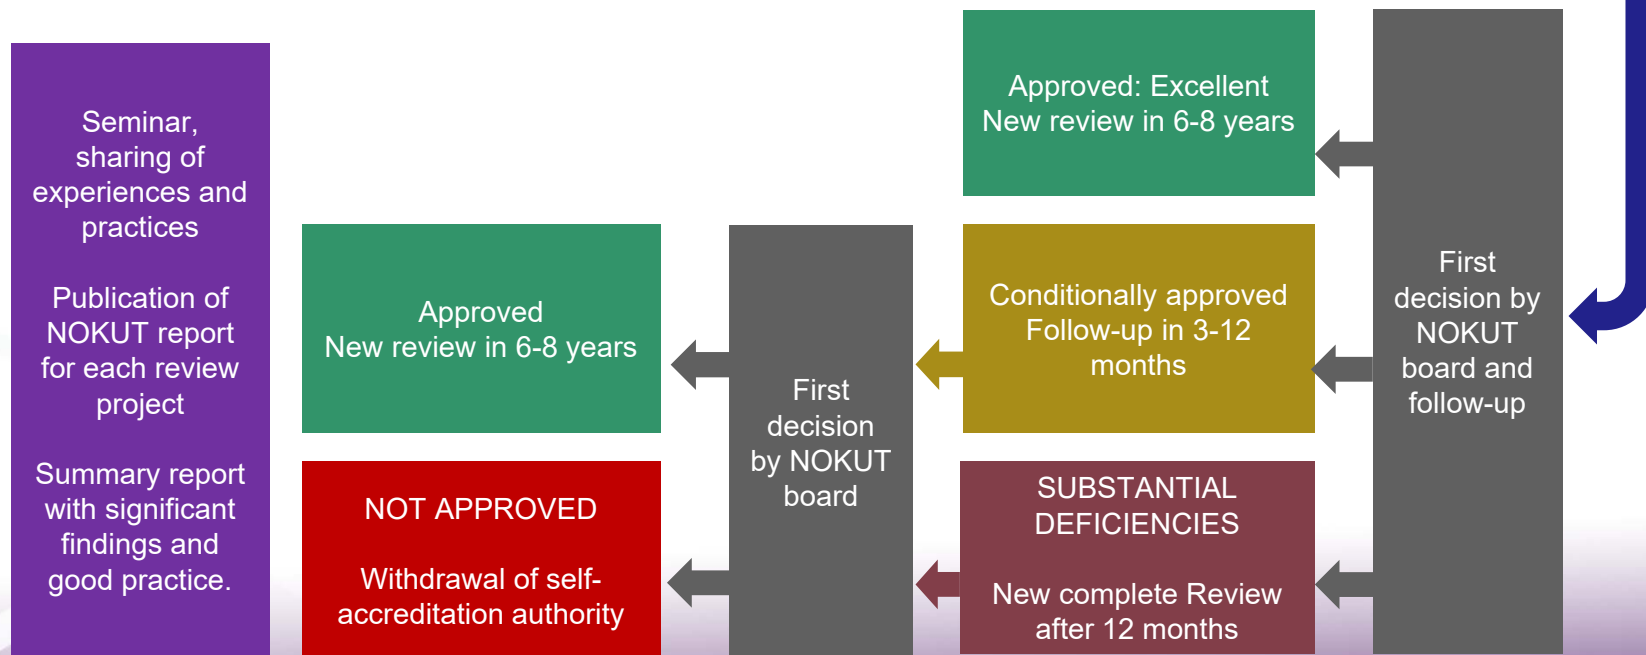 Seminar,
sharing of
experiences and
practices
Publication of
NOKUT report
for each review
project
Summary report
with significant
findings and
good practice.
Approved
New review in 6-8 years
NOT APPROVED
Withdrawal of self-
accreditation authority
First
decision
by NOKUT
board
Approved: Excellent
New review in 6-8 years
Conditionally approved
Follow-up in 3-12
months
SUBSTANTIAL
DEFICIENCIES
New complete Review
after 12 months
First
decision by
NOKUT
board and
follow-up